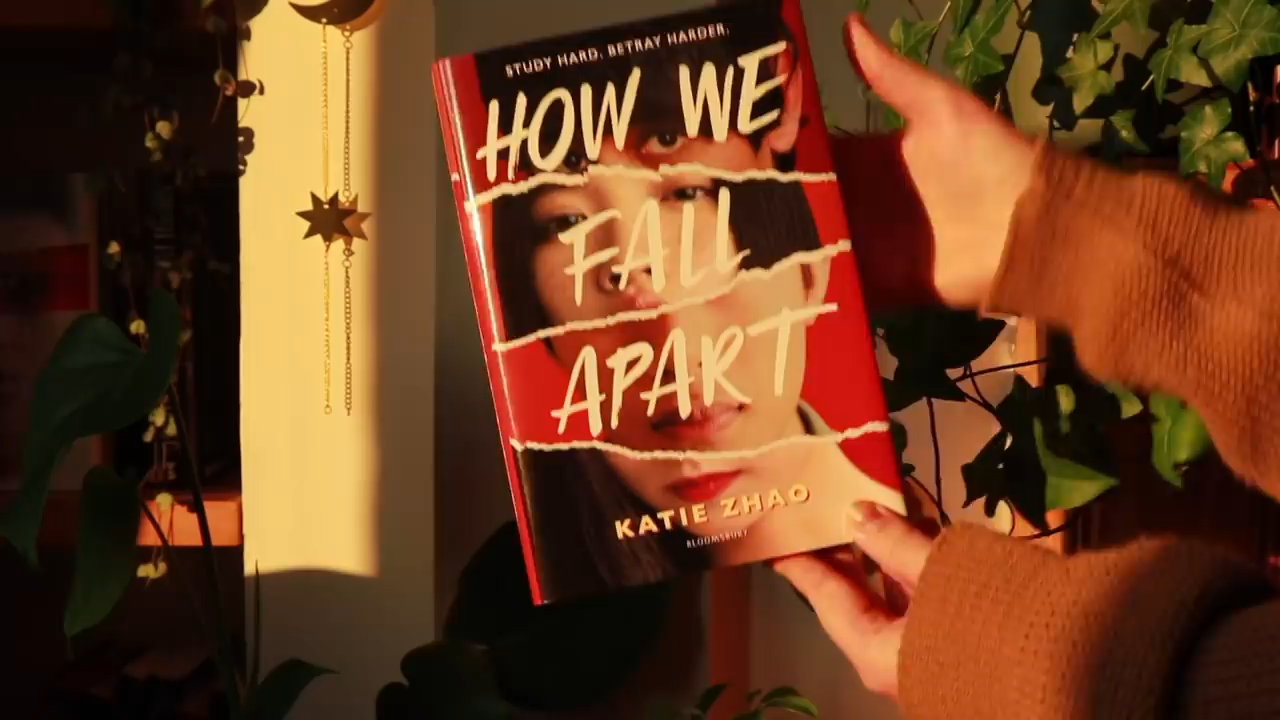 STUDY HARD. BETRAY HARDER.
HOW WE
FALL
APART
KATIE ZHAO
BLOOMSBURY